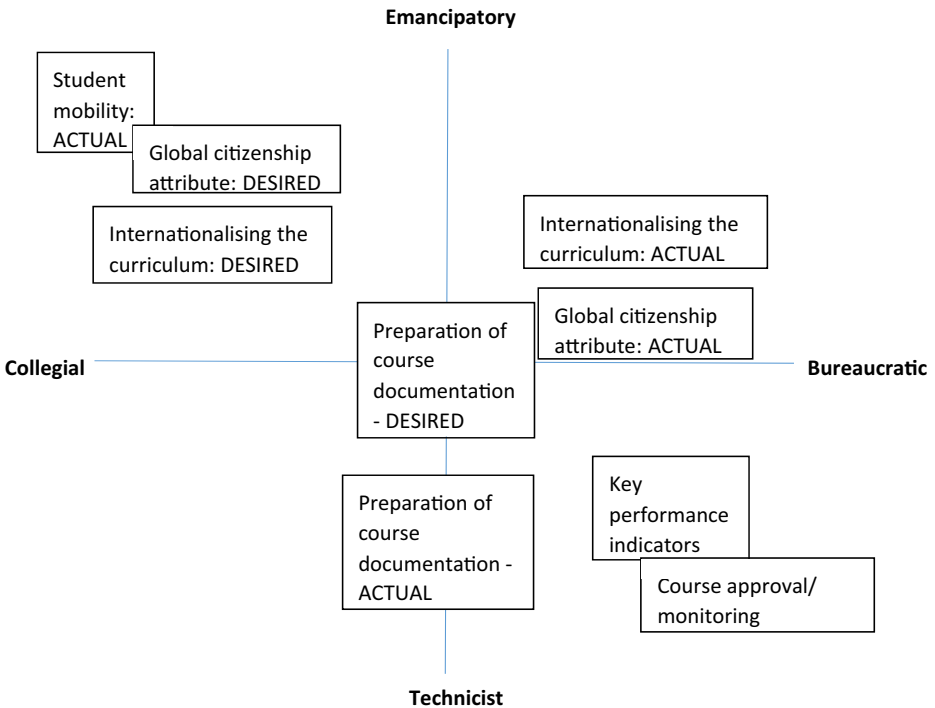 Emancipatory
Student
mobility:
ACTUAL
Global citizenship
attribute: DESIRED
Internationalising the
curriculum: DESIRED
Internationalising the
curriculum: ACTUAL
Global citizenship
attribute: ACTUAL
Preparation of
course
documentation
- DESIRED
Collegial
Bureaucratic
Preparation of
course
documentation -
ACTUAL
Key
performance
indicators
Course approval/
monitoring
Technicist